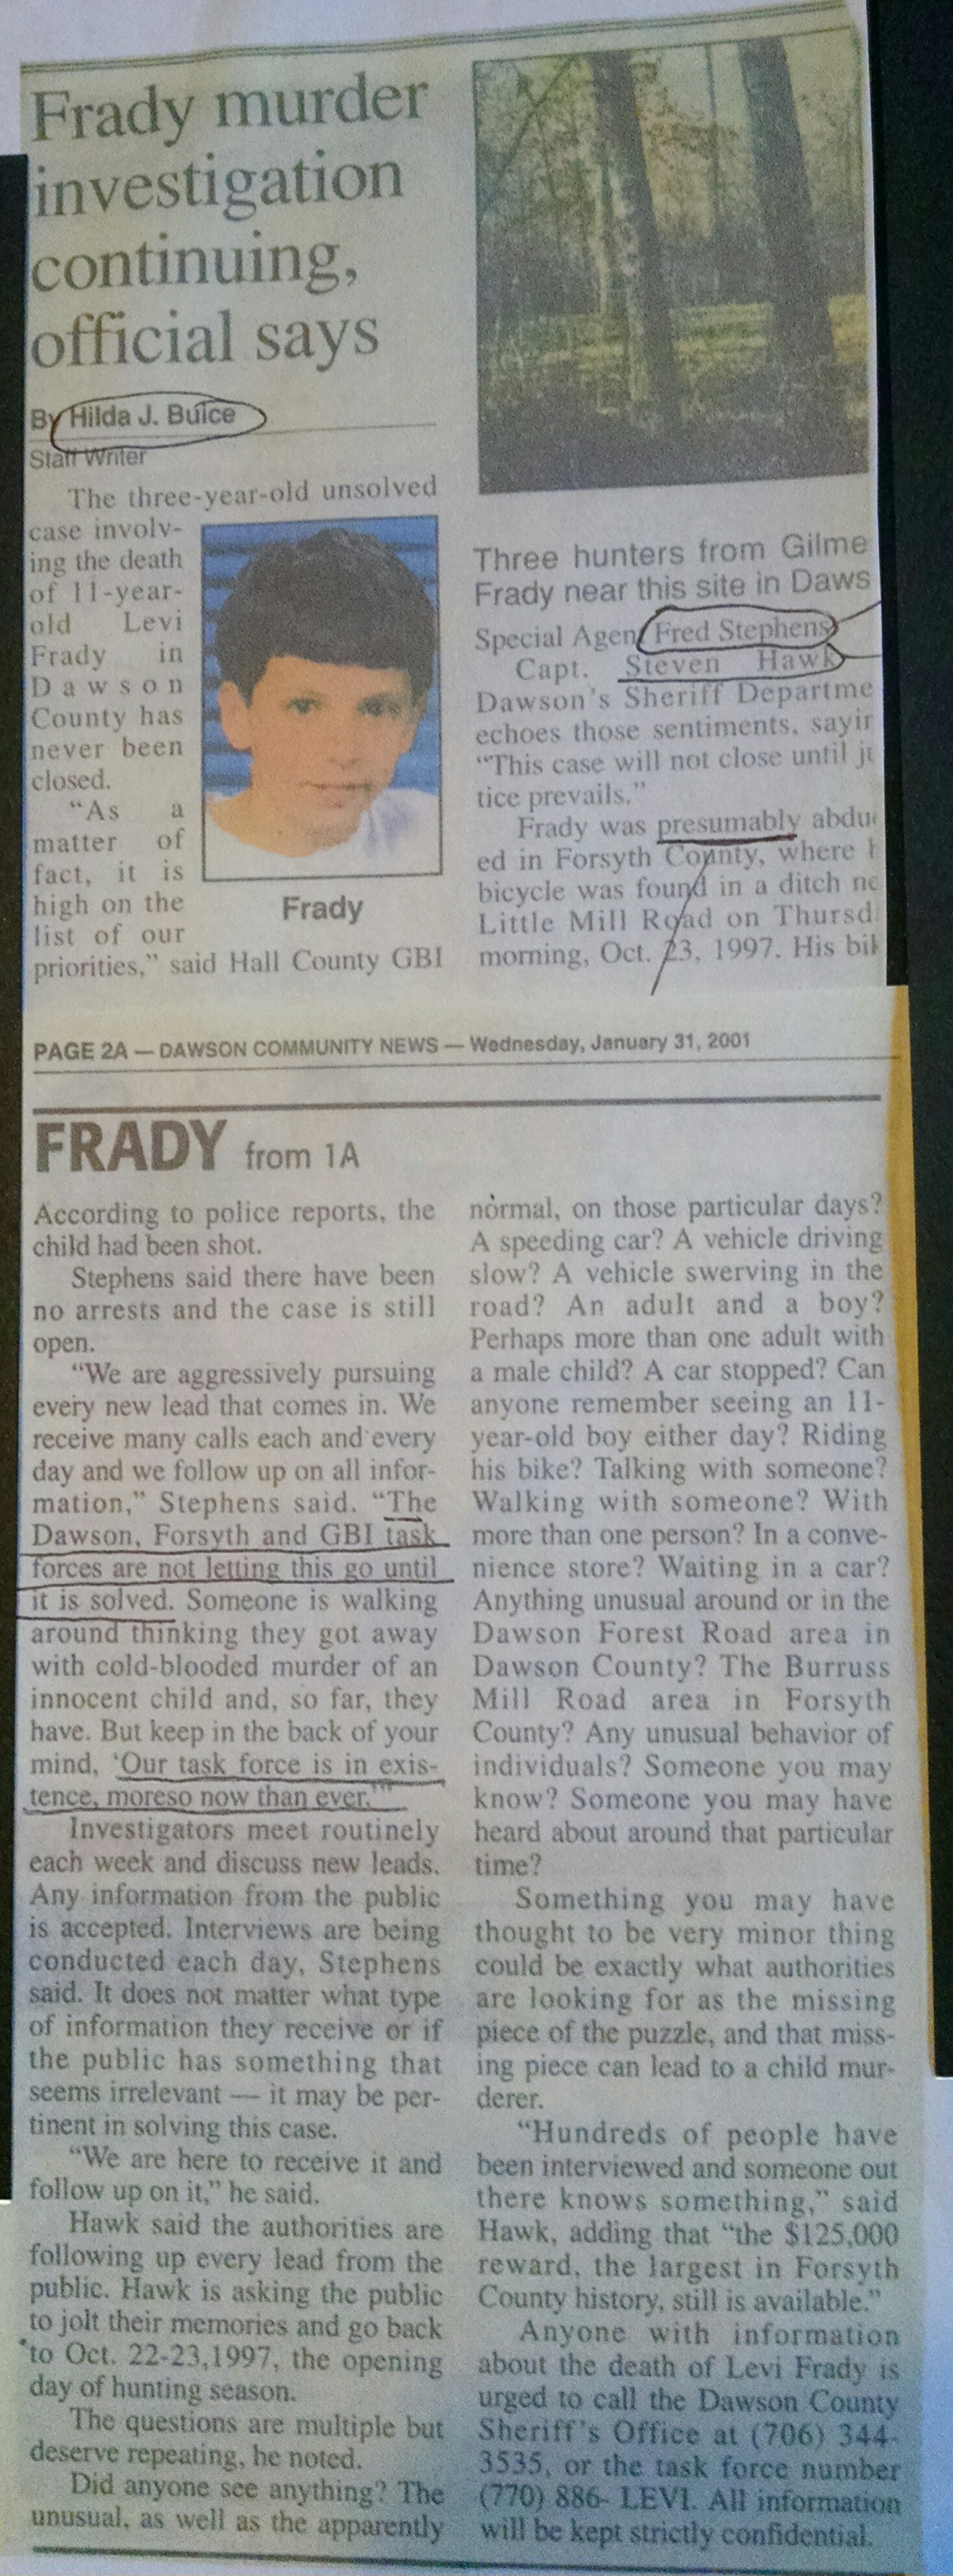 Frady murder
investigation
continuing,
official says
By Hilda J. Buice
Staff Writer
The three-year-old unsolved
case involv-
ing the death
of 11-year-
old Levi
Frady in
Dawson
County has
never been
closed.
"As a
matter of
fact, it is
high on the
list of our
priorities," said Hall County GBI
Frady
Three hunters from Gilme
Frady near this site in Daws
Special Agen Fred Stephens
Capt. Steven Hawk
Dawson's Sheriff Departme
echoes those sentiments, sayin
"This case will not close until ju
tice prevails."
Frady was presumably abdu
ed in Forsyth County, where h
bicycle was found in a ditch ne
Little Mill Road on Thursd
morning, Oct. 23, 1997. His bik
PAGE 2A — DAWSON COMMUNITY NEWS — Wednesday, January 31, 2001
FRADY from 1A
According to police reports, the
child had been shot.
Stephens said there have been
no arrests and the case is still
open.
"We are aggressively pursuing
every new lead that comes in. We
receive many calls each and every
day and we follow up on all infor-
mation," Stephens said. "The
Dawson, Forsyth and GBI task
forces are not letting this go until
it is solved. Someone is walking
around thinking they got away
with cold-blooded murder of an
innocent child and, so far, they
have. But keep in the back of your
mind, 'Our task force is in exis-
tence, moreso now than ever.'"
Investigators meet routinely
each week and discuss new leads.
Any information from the public
is accepted. Interviews are being
conducted each day, Stephens
said. It does not matter what type
of information they receive or if
the public has something that
seems irrelevant — it may be per-
tinent in solving this case.
"We are here to receive it and
follow up on it," he said.
Hawk said the authorities are
following up every lead from the
public. Hawk is asking the public
to jolt their memories and go back
to Oct. 22-23,1997, the opening
day of hunting season.
The questions are multiple but
deserve repeating, he noted.
Did anyone see anything? The
unusual, as well as the apparently
normal, on those particular days?
A speeding car? A vehicle driving
slow? A vehicle swerving in the
road? An adult and a boy?
Perhaps more than one adult with
a male child? A car stopped? Can
anyone remember seeing an 11-
year-old boy either day? Riding
his bike? Talking with someone?
Walking with someone? With
more than one person? In a conve-
nience store? Waiting in a car?
Anything unusual around or in the
Dawson Forest Road area in
Dawson County? The Burruss
Mill Road area in Forsyth
County? Any unusual behavior of
individuals? Someone you may
know? Someone you may have
heard about around that particular
time?
Something you may have
thought to be very minor thing
could be exactly what authorities
are looking for as the missing
piece of the puzzle, and that miss-
ing piece can lead to a child mur-
derer.
"Hundreds of people have
been interviewed and someone out
there knows something," said
Hawk, adding that "the $125,000
reward, the largest in Forsyth
County history, still is available."
Anyone with information
about the death of Levi Frady is
urged to call the Dawson County
Sheriff's Office at (706) 344-
3535, or the task force number
(770) 886- LEVI. All information
will be kept strictly confidential.